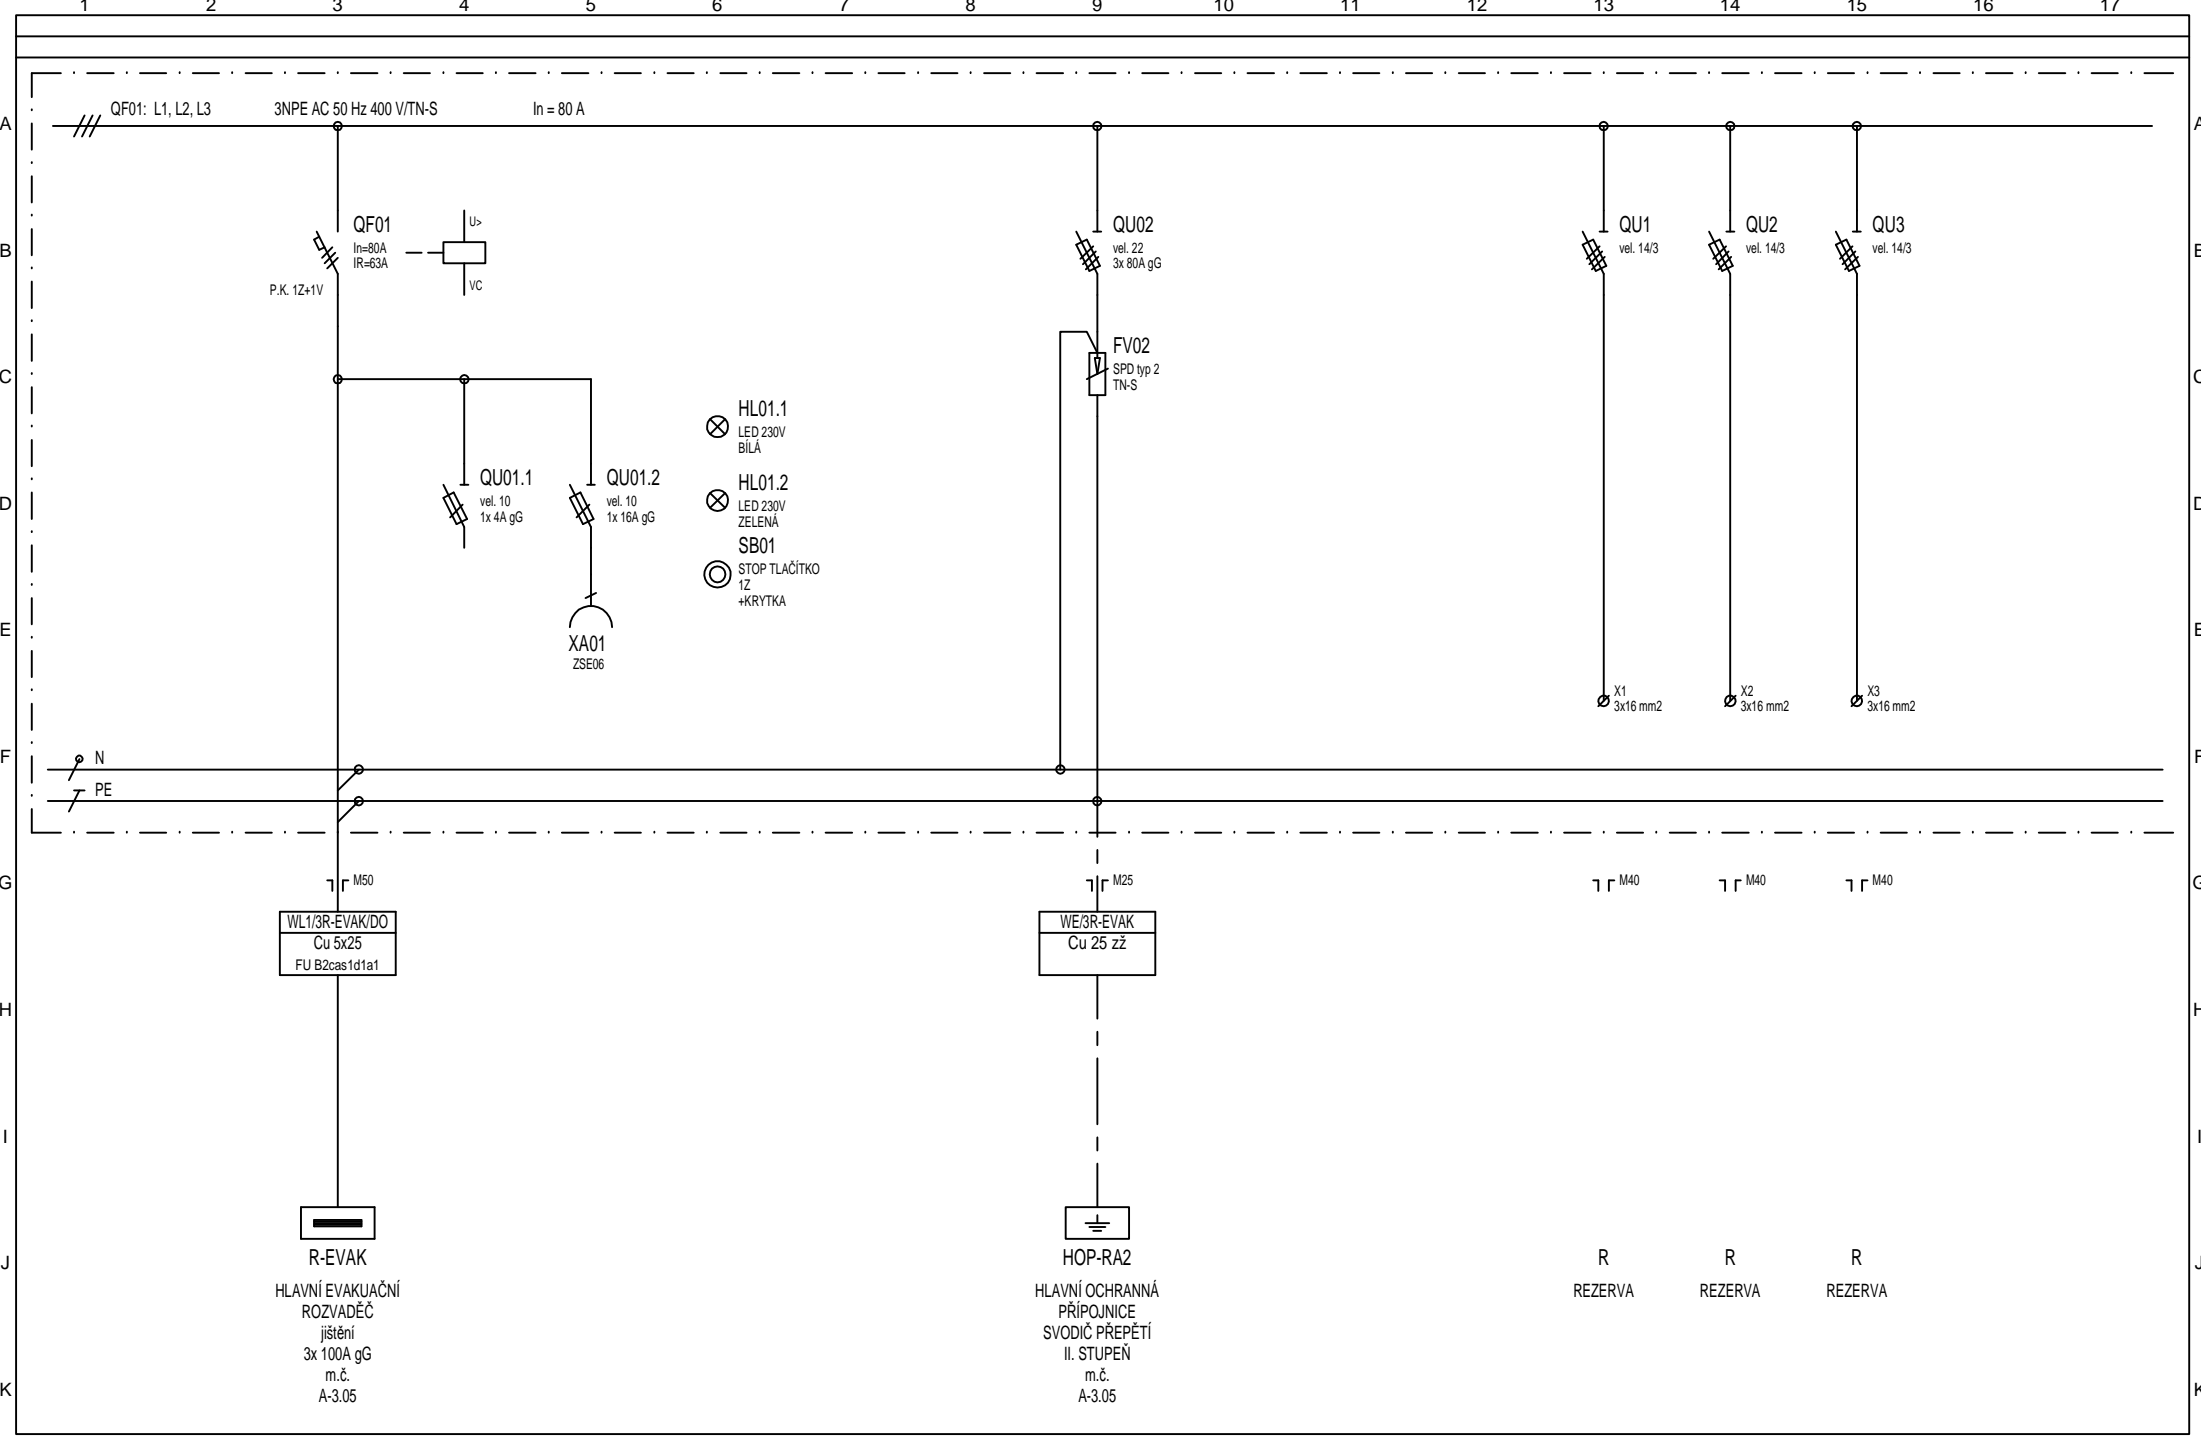 1 2 3 4 5 6 7 8 9 10 11 12 13 14 15 16 17
A
QF01: L1, L2, L3 3NPE AC 50 Hz 400 V/TN-S In = 80 A
A
B
QF01
In=80A
IR=63A
P.K. 1Z+1V
U>
VC
QU02
vel. 22
3x 80A gG
QU1
vel. 14/3
QU2
vel. 14/3
QU3
vel. 14/3
C
FV02
SPD typ 2
TN-S
HL01.1
LED 230V
BÍLÁ
D
QU01.1
vel. 10
1x 4A gG
QU01.2
vel. 10
1x 16A gG
HL01.2
LED 230V
ZELENÁ
SB01
STOP TLAČÍTKO
1Z
+KRYTKA
E
XA01
ZSE06
X1
3x16 mm2
X2
3x16 mm2
X3
3x16 mm2
F
N
PE
G
M50
M25
M40
M40
M40
WL1/3R-EVAK/DO
Cu 5x25
FU B2cas1d1a1
WE/3R-EVAK
Cu 25 zž
H
H
I
I
J
R-EVAK
HLAVNÍ EVAKUAČNÍ
ROZVADĚČ
jištění
3x 100A gG
m.č.
A-3.05
HOP-RA2
HLAVNÍ OCHRANNÁ
PŘÍPOJNICE
SVODIČ PŘEPĚTÍ
II. STUPEŇ
m.č.
A-3.05
R
REZERVA
R
REZERVA
R
REZERVA
J
K
K